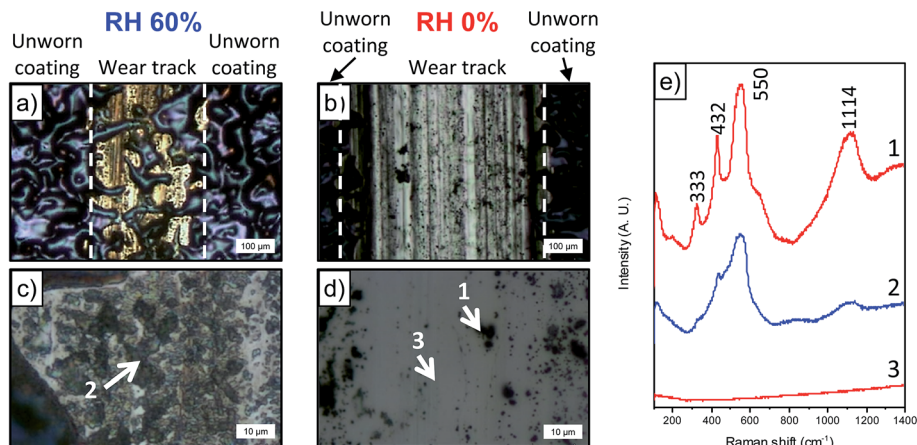 RH 60%
RH 0%
Unworn coating
Wear track
Unworn coating
Unworn coating
Wear track
Unworn coating
a)
100 µm
b)
100 µm
c)
2
10 µm
d)
1
3
10 µm
e)
333
432
550
1114
1
2
3
Intensity (A. U.)
200 400 600 800 1000 1200 1400
Raman shift (cm⁻¹)